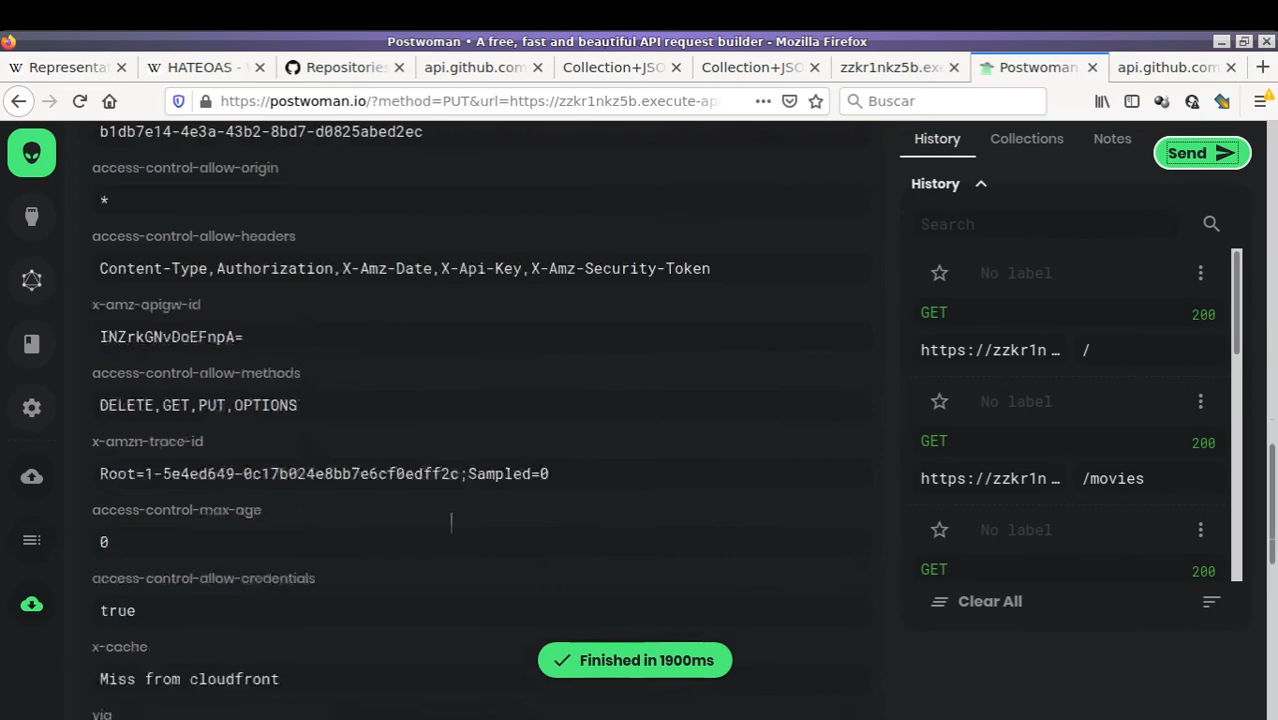 Postwoman • A free, fast and beautiful API request builder - Mozilla Firefox
Representat
HATEOAS - W
Repositories
api.github.com
Collection+JSO
Collection+JSO
zzkr1nkz5b.exe
Postwoman
api.github.com
https://postwoman.io/?method=PUT&url=https://zzkr1nkz5b.execute-api
Buscar
b1db7e14-4e3a-43b2-8bd7-d0825abed2ec
access-control-allow-origin
*
access-control-allow-headers
Content-Type,Authorization,X-Amz-Date,X-Api-Key,X-Amz-Security-Token
x-amz-apigw-id
INZrkGNvDoEFnpA=
access-control-allow-methods
DELETE,GET,PUT,OPTIONS
x-amzn-trace-id
Root=1-5e4ed649-0c17b024e8bb7e6cf0edff2c;Sampled=0
access-control-max-age
0
access-control-allow-credentials
true
x-cache
Miss from cloudfront
via
Finished in 1900ms
History
Collections
Notes
Send
History
Search
No label
GET
200
https://zzkr1n ...
/
No label
GET
200
https://zzkr1n ...
/movies
No label
GET
200
Clear All